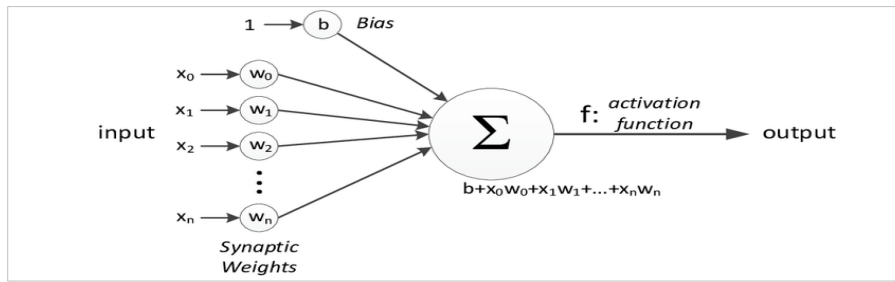 1 b Bias
x₀ w₀
x₁ w₁
input
x₂ w₂
⋮
xₙ wₙ
Synaptic
Weights
Σ
b+x₀w₀+x₁w₁+...+xₙwₙ
f: activation
function
output